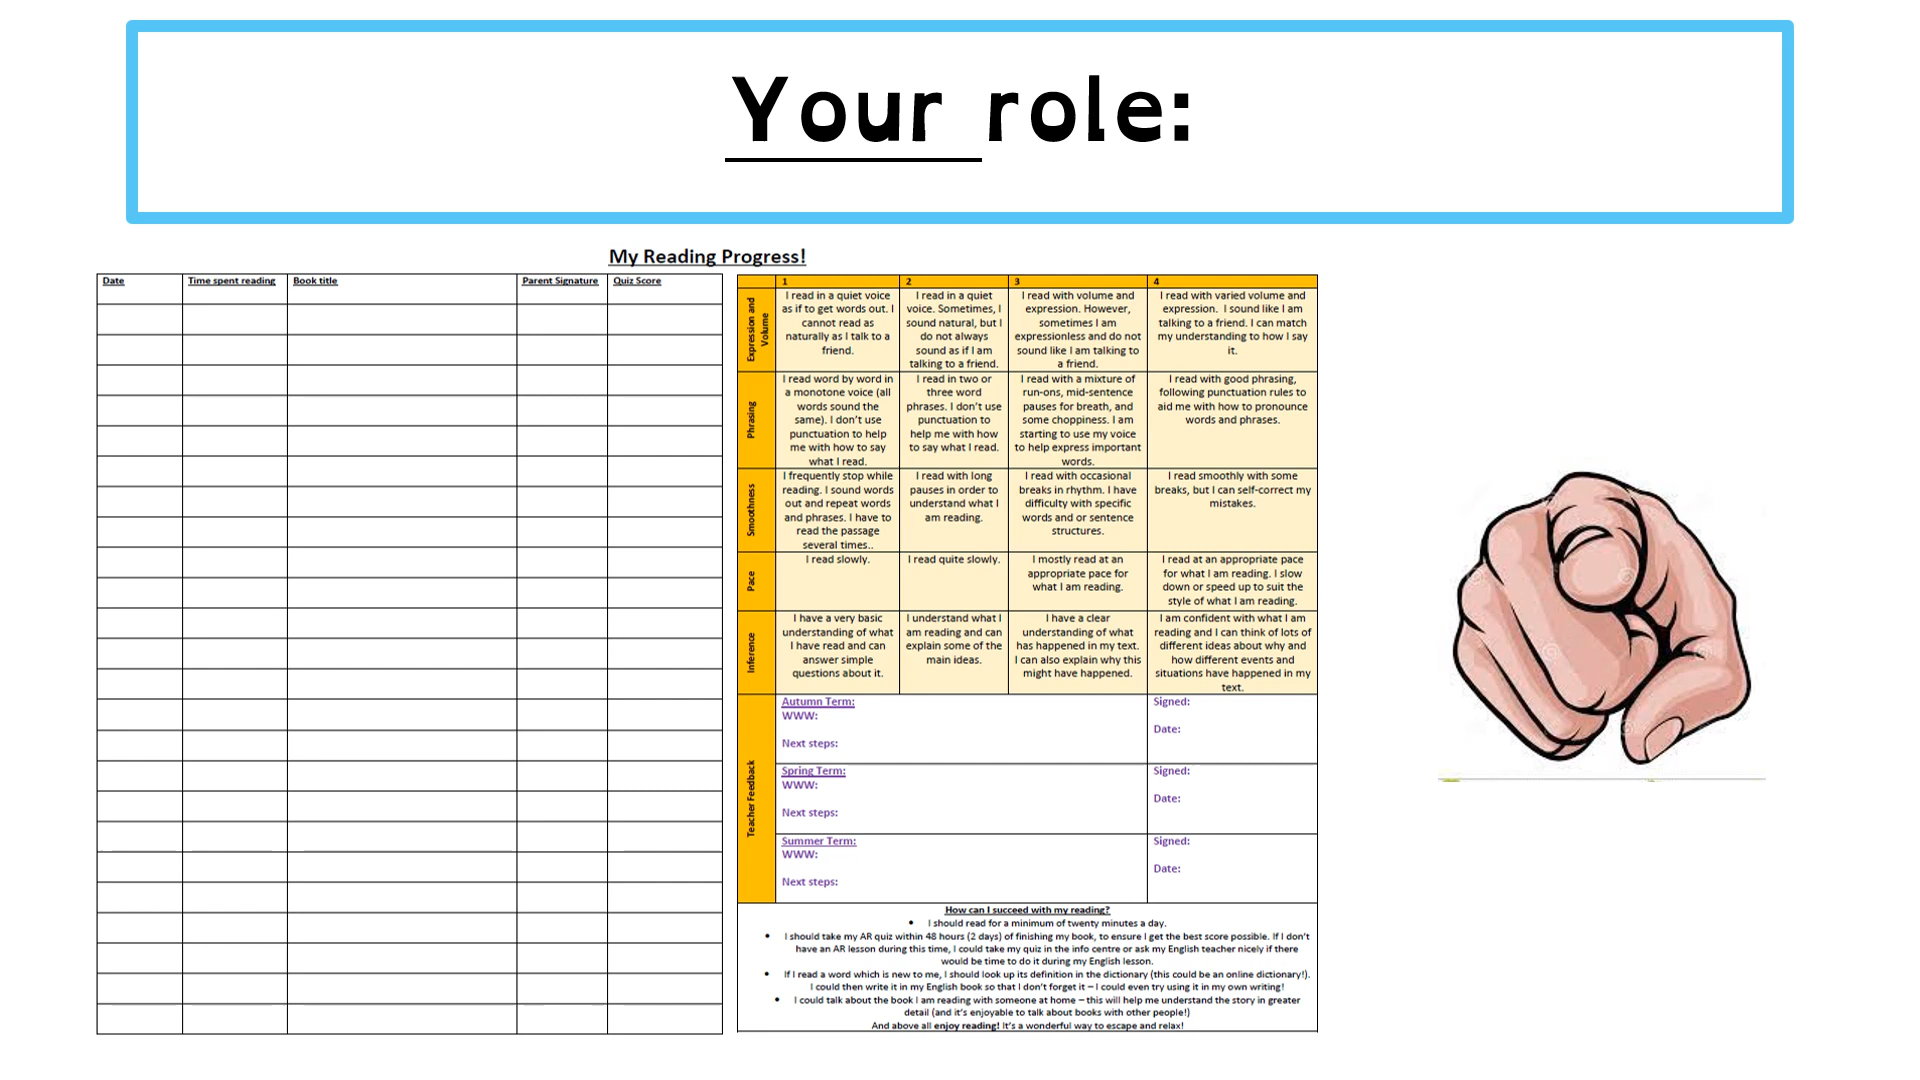 Your role:
My Reading Progress!
Date
Time spent reading
Book title
Parent Signature
Quiz Score
1
2
3
4
Expression and
Volume
I read in a quiet voice
as if to get words out. I
cannot read as
naturally as I talk to a
friend.
I read in a quiet
voice. Sometimes, I
sound natural, but I
do not always
sound as if I am
talking to a friend.
I read with volume and
expression. However,
sometimes I am
expressionless and do not
sound like I am talking to
a friend.
I read with varied volume and
expression.  I sound like I am
talking to a friend. I can match
my understanding to how I say
it.
Phrasing
I read word by word in
a monotone voice (all
words sound the
same). I don't use
punctuation to help
me with how to say
what I read.
I read in two or
three word
phrases. I don't use
punctuation to
help me with how
to say what I read.
I read with a mixture of
run-ons, mid-sentence
pauses for breath, and
some choppiness. I am
starting to use my voice
to help express important
words.
I read with good phrasing,
following punctuation rules to
aid me with how to pronounce
words and phrases.
Smoothness
I frequently stop while
reading. I sound words
out and repeat words
and phrases. I have to
read the passage
several times..
I read with long
pauses in order to
understand what I
am reading.
I read with occasional
breaks in rhythm. I have
difficulty with specific
words and or sentence
structures.
I read smoothly with some
breaks, but I can self-correct my
mistakes.
Pace
I read slowly.
I read quite slowly.
I mostly read at an
appropriate pace for
what I am reading.
I read at an appropriate pace
for what I am reading. I slow
down or speed up to suit the
style of what I am reading.
Inference
I have a very basic
understanding of what
I have read and can
answer simple
questions about it.
I understand what I
am reading and can
explain some of the
main ideas.
I have a clear
understanding of what
has happened in my text.
I can also explain why this
might have happened.
I am confident with what I am
reading and I can think of lots of
different ideas about why and
how different events and
situations have happened in my
text.
Teacher Feedback
Autumn Term:
WWW:
Next steps:
Signed:
Date:
Spring Term:
WWW:
Next steps:
Signed:
Date:
Summer Term:
WWW:
Next steps:
Signed:
Date:
How can I succeed with my reading?
• I should read for a minimum of twenty minutes a day.
• I should take my AR quiz within 48 hours (2 days) of finishing my book, to ensure I get the best score possible. If I don't
have an AR lesson during this time, I could take my quiz in the info centre or ask my English teacher nicely if there
would be time to do it during my English lesson.
• If I read a word which is new to me, I should look up its definition in the dictionary (this could be an online dictionary!).
I could then write it in my English book so that I don't forget it – I could even try using it in my own writing!
• I could talk about the book I am reading with someone at home – this will help me understand the story in greater
detail (and it's enjoyable to talk about books with other people!)
And above all enjoy reading! It's a wonderful way to escape and relax!